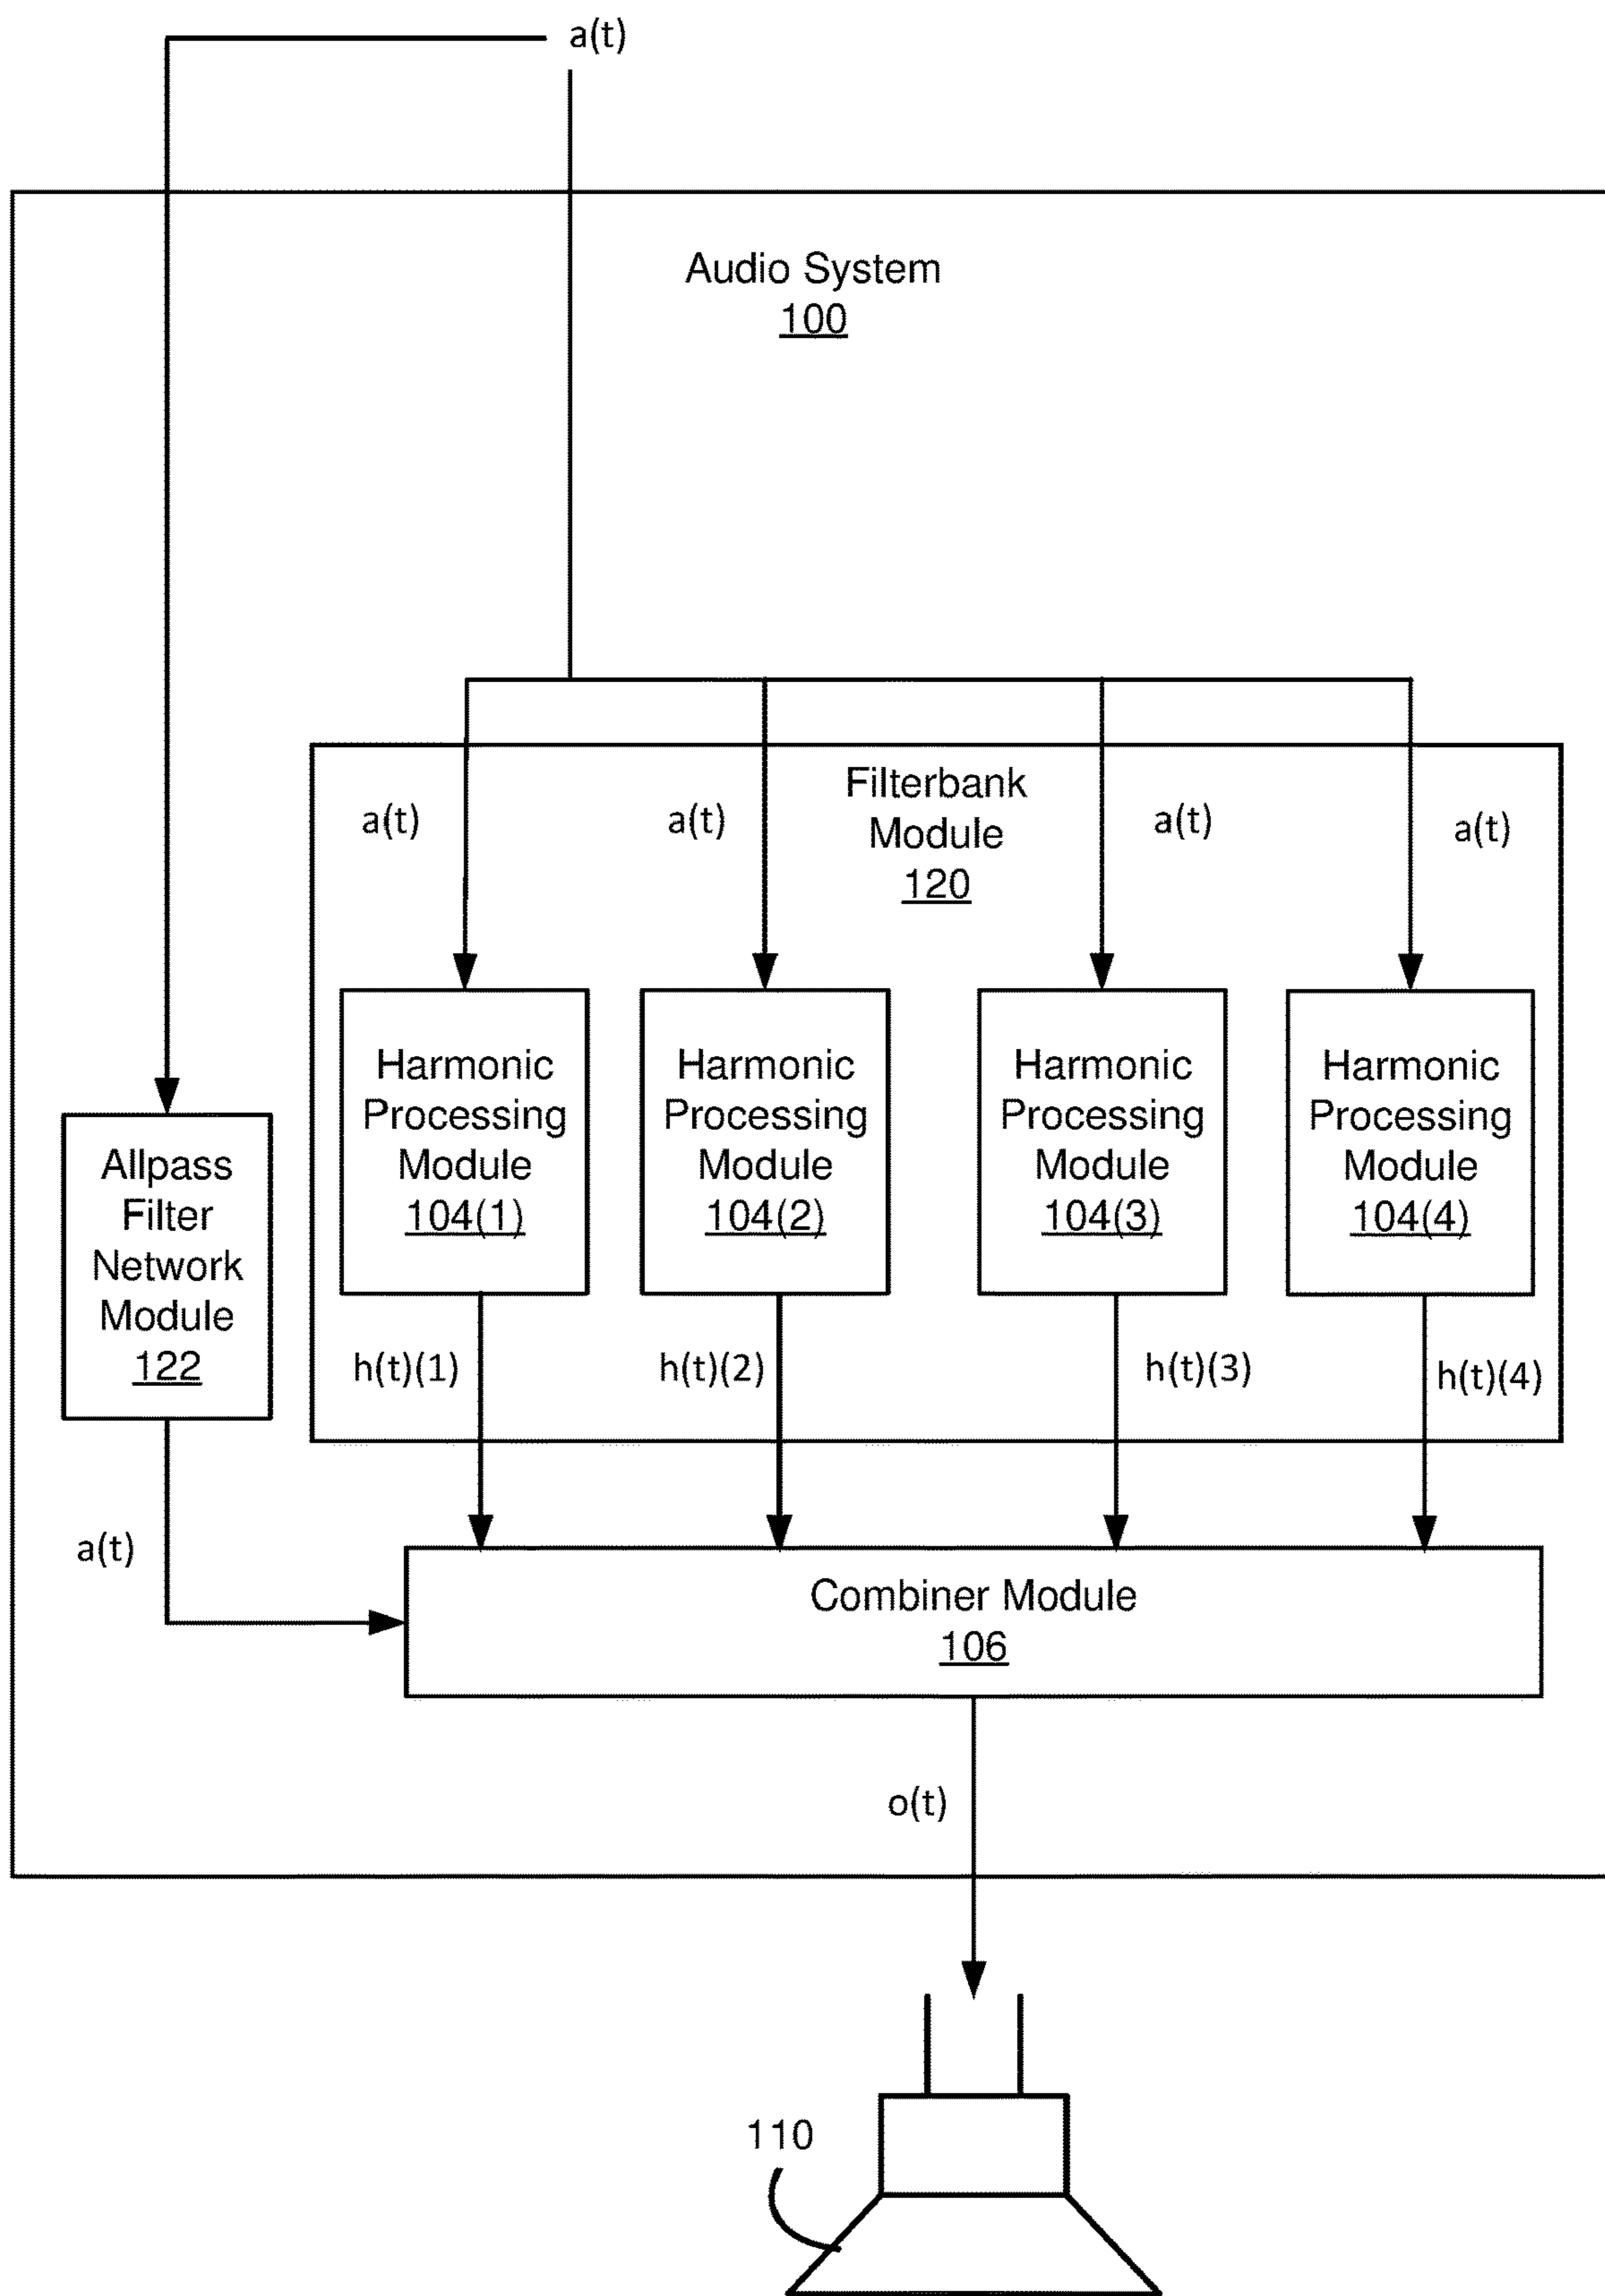 a(t)
Audio System
100
Filterbank
Module
120
a(t)
a(t)
a(t)
a(t)
Harmonic
Processing
Module
104(1)
Harmonic
Processing
Module
104(2)
Harmonic
Processing
Module
104(3)
Harmonic
Processing
Module
104(4)
Allpass
Filter
Network
Module
122
h(t)(1)
h(t)(2)
h(t)(3)
h(t)(4)
a(t)
Combiner Module
106
o(t)
110